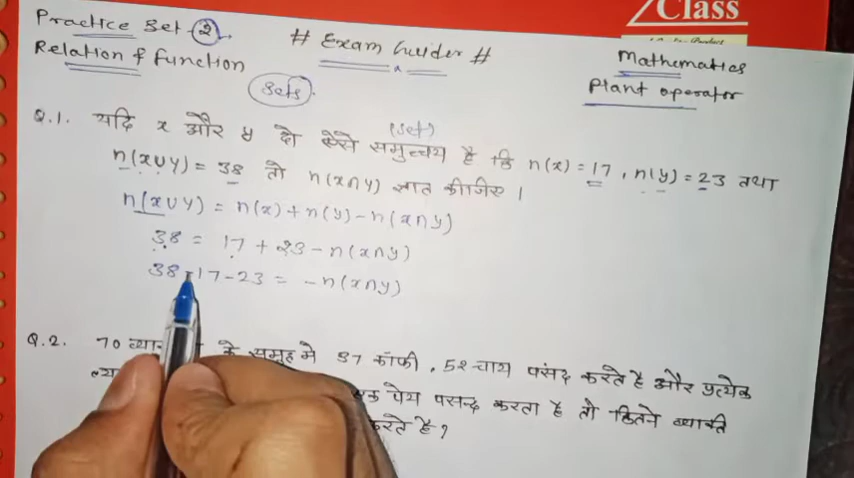 Class
Practice Set 2
# Exam Guider #
Mathematics
Relation & function
Plant operator
Sets.
(Set)
Q.1. यदि x और y दो ऐसे समुच्चय है कि n(x) = 17, n(y) = 23 तथा
n(x∪y) = 38 तो n(x∩y) ज्ञात कीजिए ।
n(x∪y) = n(x) + n(y) - n(x∩y)
38 = 17 + 23 - n(x∩y)
38-17-23 = -n(x∩y)
Q.2. 70 के समूह मे 37 कॉफी, 52 चाय पसंद करते है और प्रत्येक
पेय पसन्द करता है तो कितने व्यक्ति
करते है?